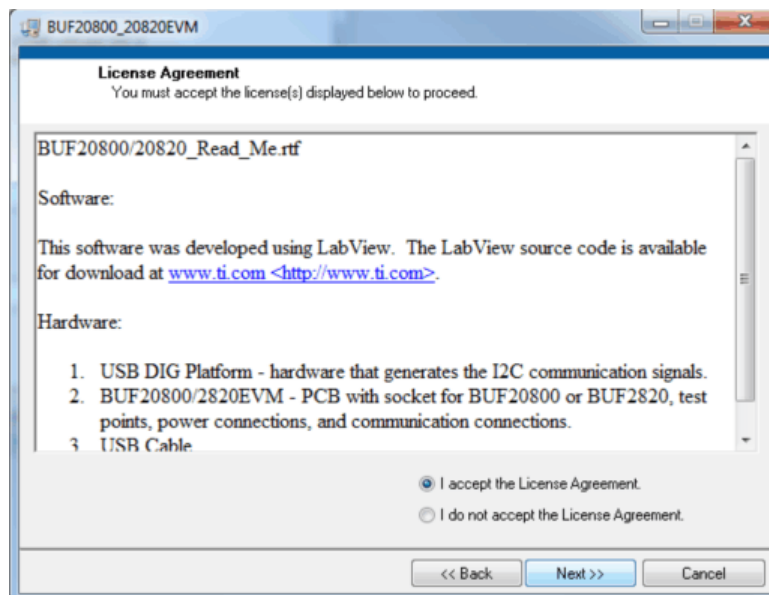 BUF20800_20820EVM
License Agreement
You must accept the license(s) displayed below to proceed.
BUF20800/20820_Read_Me.rtf
Software:
This software was developed using LabView. The LabView source code is available
for download at www.ti.com <http://www.ti.com>.
Hardware:
1. USB DIG Platform - hardware that generates the I2C communication signals.
2. BUF20800/2820EVM - PCB with socket for BUF20800 or BUF2820, test
points, power connections, and communication connections.
3. USB Cable
I accept the License Agreement.
I do not accept the License Agreement.
<< Back Next >> Cancel